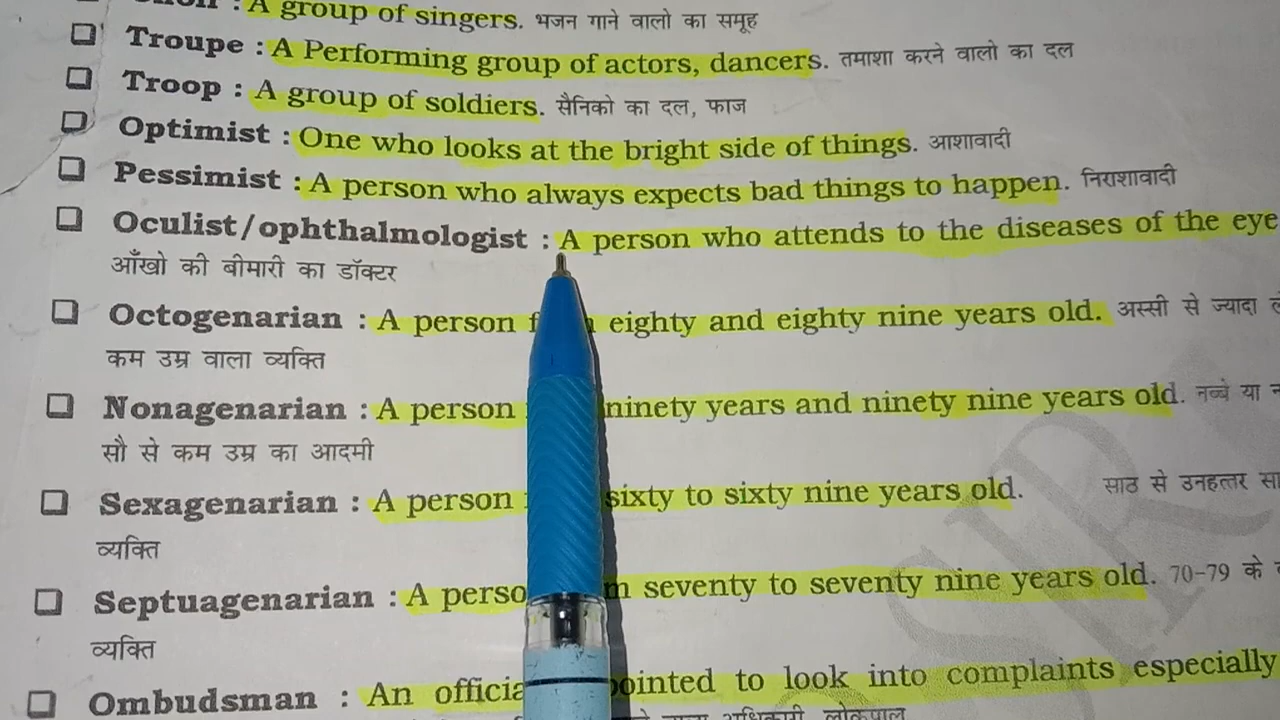 : A group of singers. भजन गाने वालो का समूह
Troupe : A Performing group of actors, dancers. तमाशा करने वालो का दल
Troop : A group of soldiers. सैनिको का दल, फाज
Optimist : One who looks at the bright side of things. आशावादी
Pessimist : A person who always expects bad things to happen. निराशावादी
Oculist/ophthalmologist : A person who attends to the diseases of the eye
आँखो की बीमारी का डॉक्टर
Octogenarian : A person eighty and eighty nine years old. अस्सी से ज्यादा
कम उम्र वाला व्यक्ति
Nonagenarian : A person ninety years and ninety nine years old. नब्बे या
सौ से कम उम्र का आदमी
Sexagenarian : A person sixty to sixty nine years old. साठ से उनहत्तर
व्यक्ति
Septuagenarian : A perso m seventy to seventy nine years old. 70-79 के
व्यक्ति
Ombudsman : An officia pointed to look into complaints especially
लोकपाल
SIR